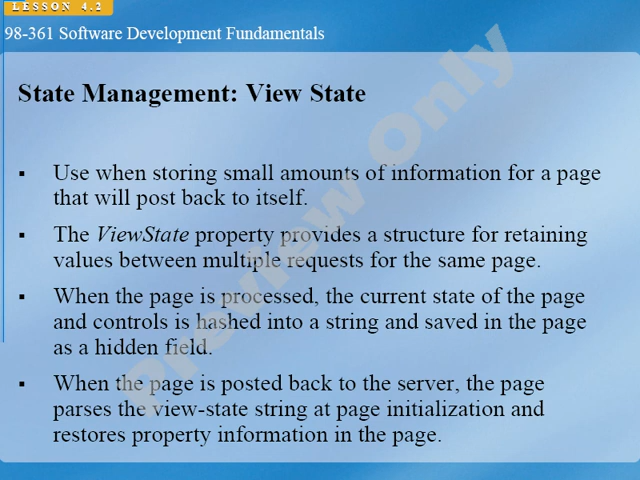 LESSON 4.2
98-361 Software Development Fundamentals
State Management: View State
▪ Use when storing small amounts of information for a page
that will post back to itself.
▪ The ViewState property provides a structure for retaining
values between multiple requests for the same page.
▪ When the page is processed, the current state of the page
and controls is hashed into a string and saved in the page
as a hidden field.
▪ When the page is posted back to the server, the page
parses the view-state string at page initialization and
restores property information in the page.
Preview Only